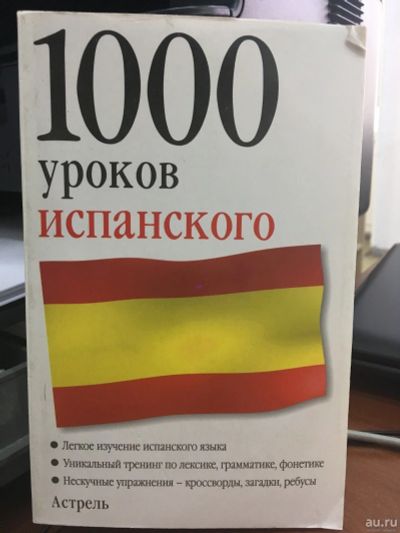 1000
уроков
испанского
• Легкое изучение испанского языка
• Уникальный тренинг по лексике, грамматике, фонетике
• Нескучные упражнения – кроссворды, загадки, ребусы
Астрель
au.ru